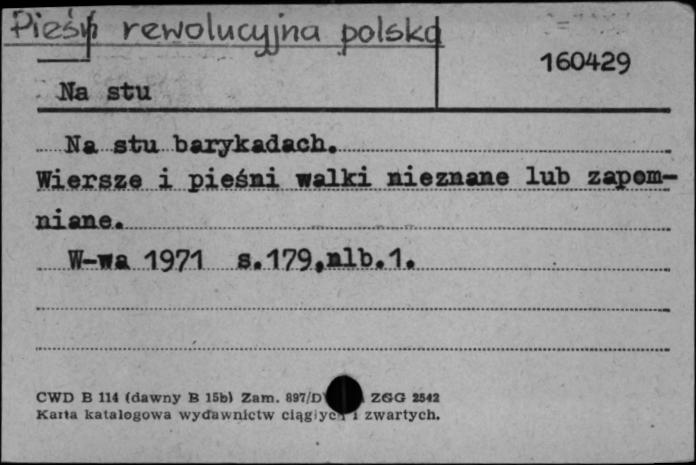 Pieśń rewolucyjna polska
160429
Na stu
Na stu barykadach.
Wiersze i pieśni walki nieznane lub zapom-
niane.
W-wa 1971 s.179,nlb.1.
CWD B 114 (dawny B 15b) Zam. 897/D ZGG 2542
Karta katalogowa wydawnictw ciągłych i zwartych.